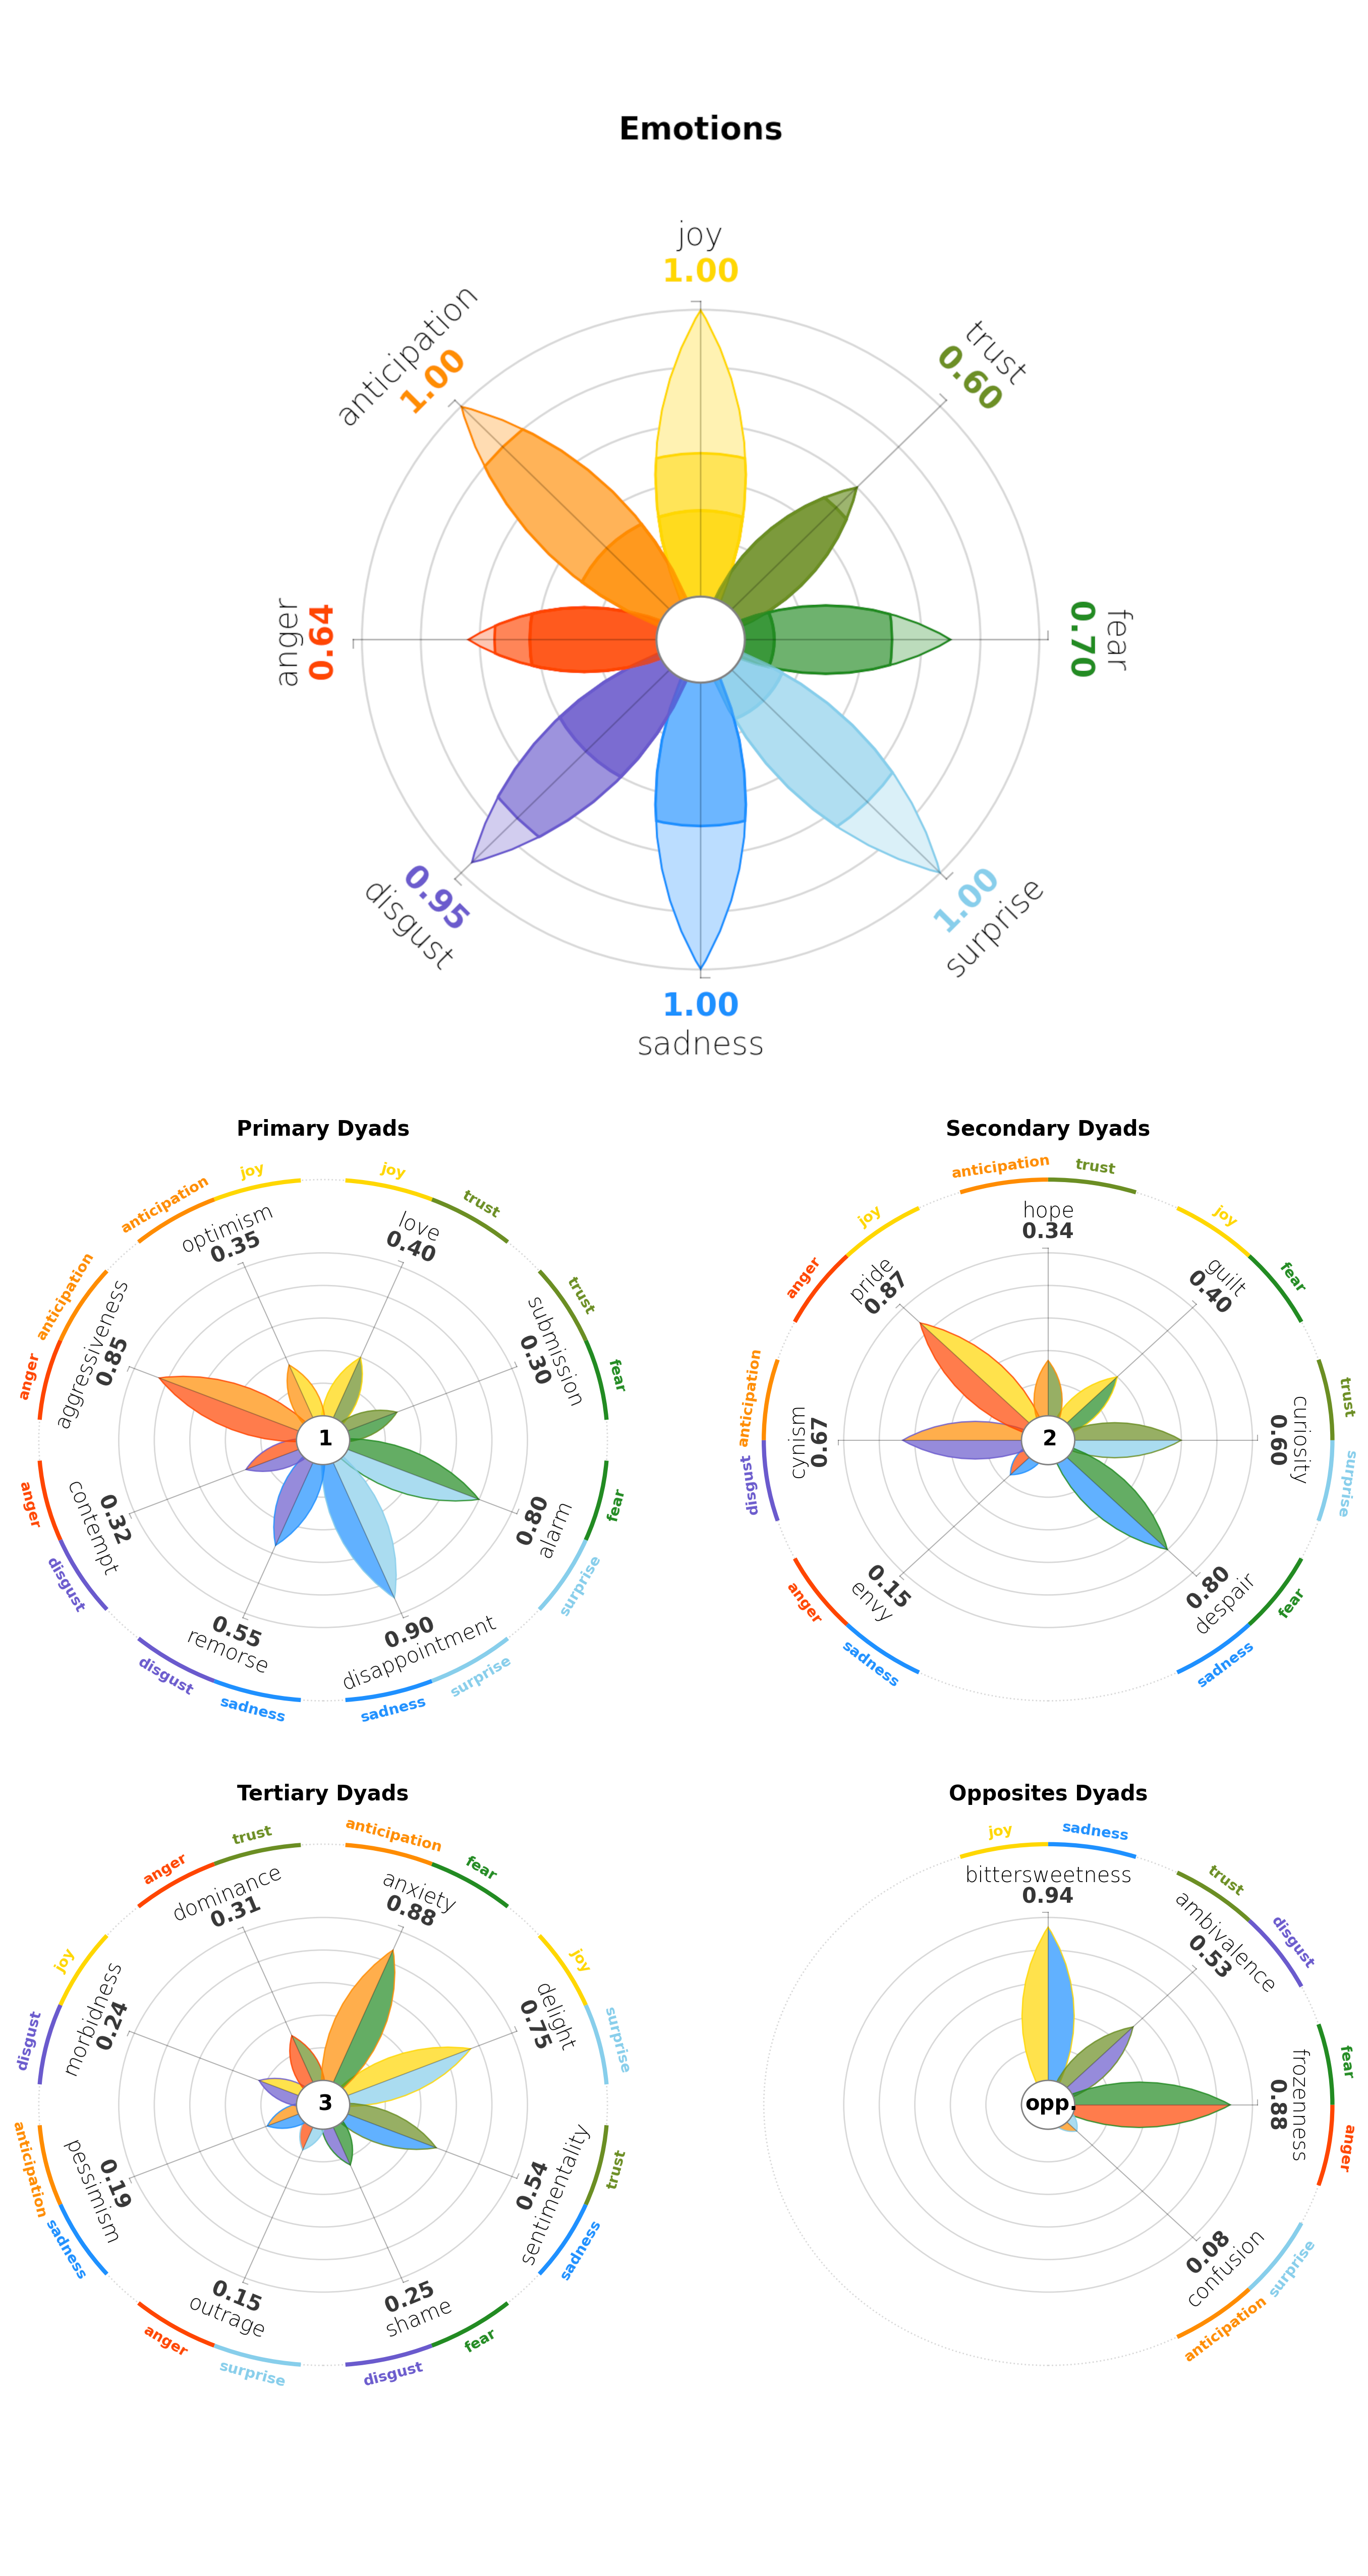 Emotions
joy
1.00
trust
0.60
fear
0.70
surprise
1.00
sadness
1.00
disgust
0.95
anger
0.64
anticipation
1.00
Primary Dyads
joy
trust
love
0.40
trust
fear
submission
0.30
fear
surprise
alarm
0.80
surprise
sadness
disappointment
0.90
sadness
disgust
remorse
0.55
disgust
anger
contempt
0.32
anger
anticipation
aggressiveness
0.85
anticipation
joy
optimism
0.35
1
Secondary Dyads
anticipation
trust
hope
0.34
joy
fear
guilt
0.40
trust
surprise
curiosity
0.60
fear
sadness
despair
0.80
sadness
anger
envy
0.15
disgust
anticipation
cynism
0.67
anger
joy
pride
0.87
2
Tertiary Dyads
anticipation
fear
anxiety
0.88
joy
surprise
delight
0.75
trust
sadness
sentimentality
0.54
fear
disgust
shame
0.25
surprise
anger
outrage
0.15
sadness
anticipation
pessimism
0.19
disgust
joy
morbidness
0.24
anger
trust
dominance
0.31
3
Opposites Dyads
joy
sadness
bittersweetness
0.94
trust
disgust
ambivalence
0.53
fear
anger
frozenness
0.88
surprise
anticipation
confusion
0.08
opp.